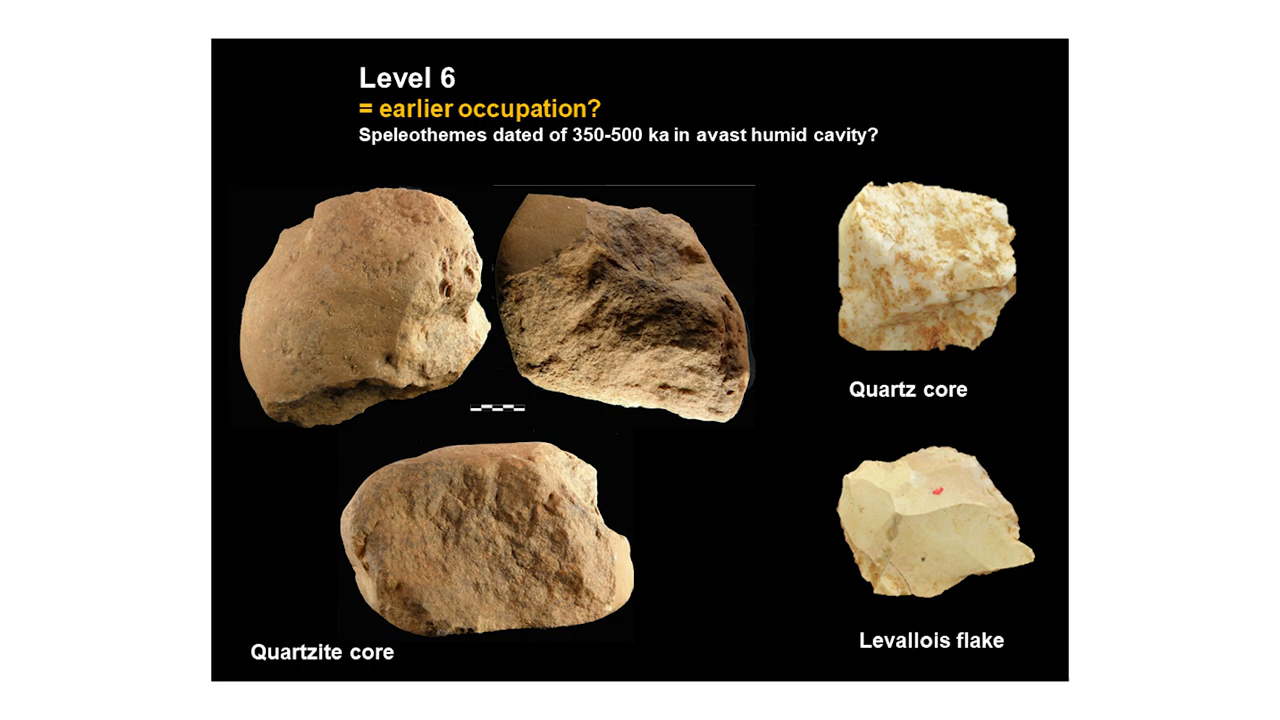 Level 6
= earlier occupation?
Speleothemes dated of 350-500 ka in avast humid cavity?
Quartz core
Levallois flake
Quartzite core